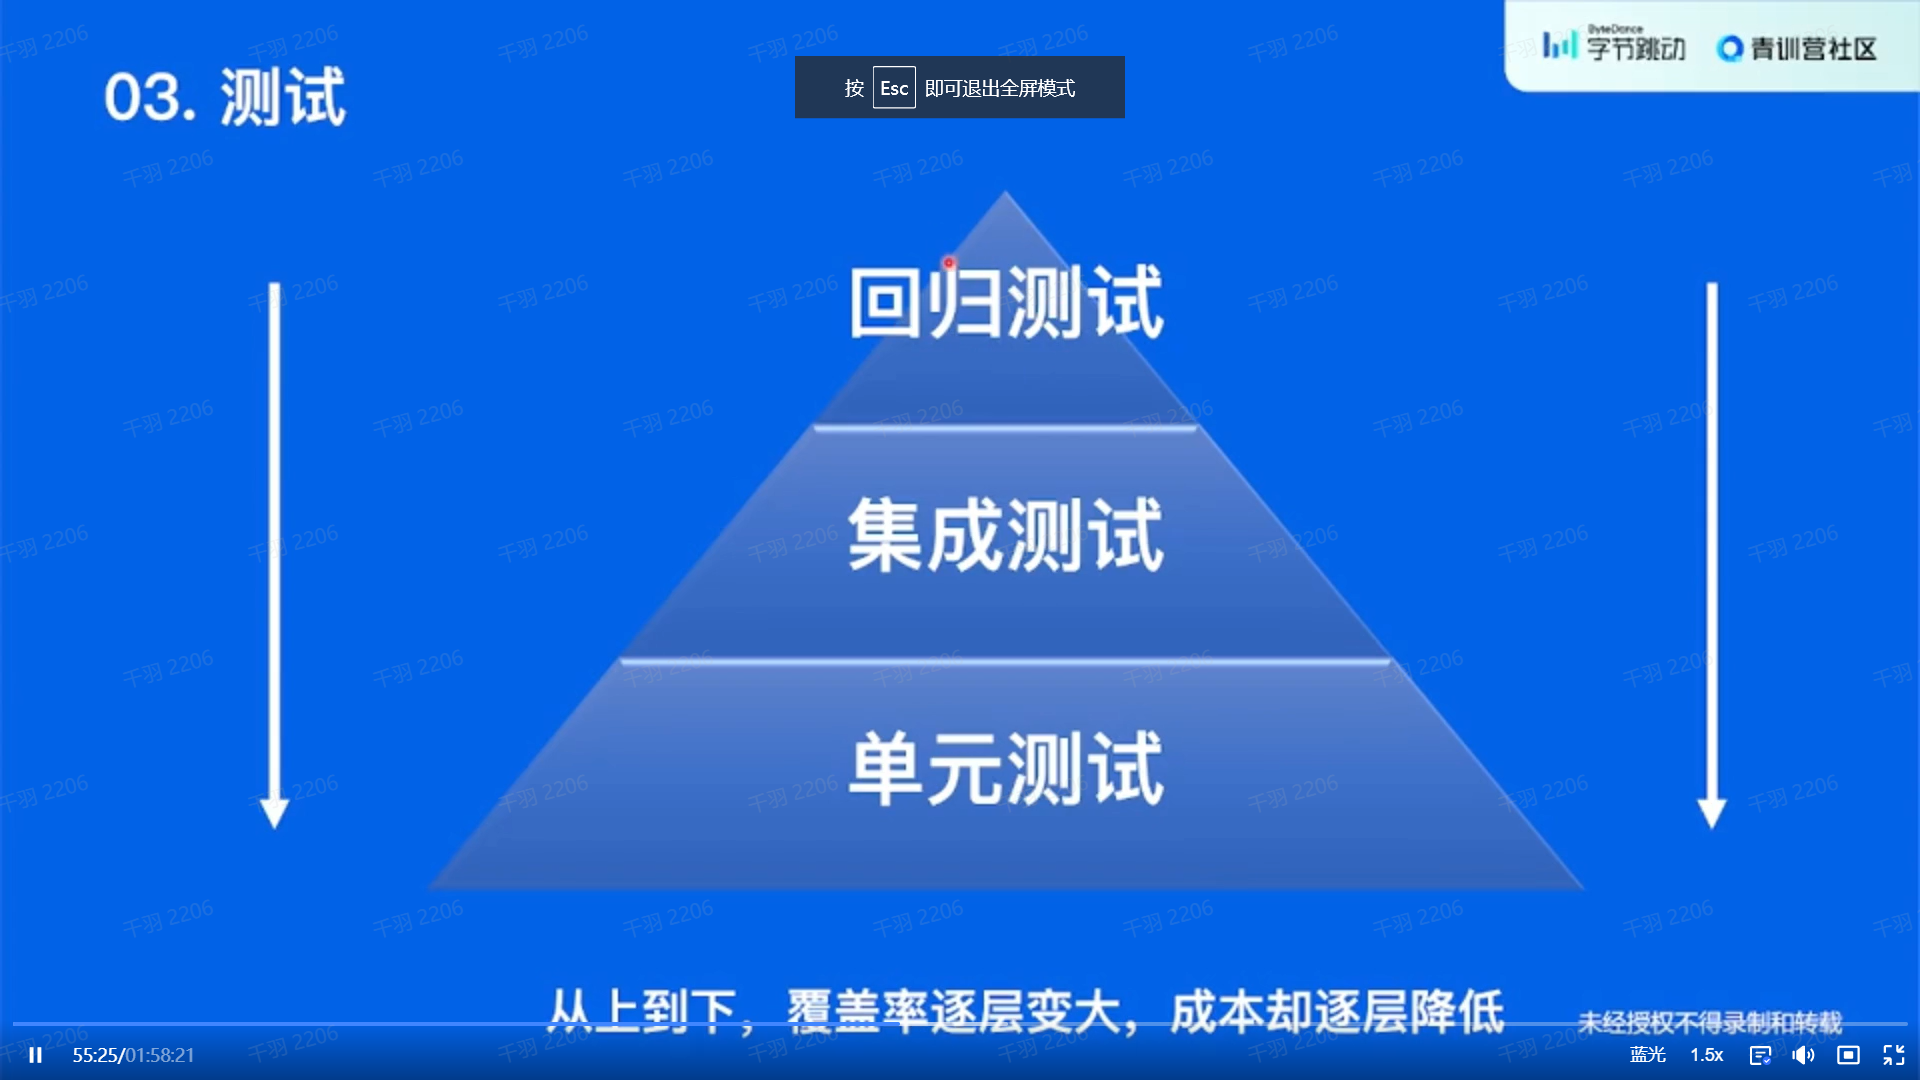 03. 测试
按 Esc 即可退出全屏模式
ByteDance
字节跳动 青训营社区
回归测试
集成测试
单元测试
从上到下，覆盖率逐层变大，成本却逐层降低
未经授权不得录制和转载
55:25/01:58:21
蓝光 1.5x
千羽 2206